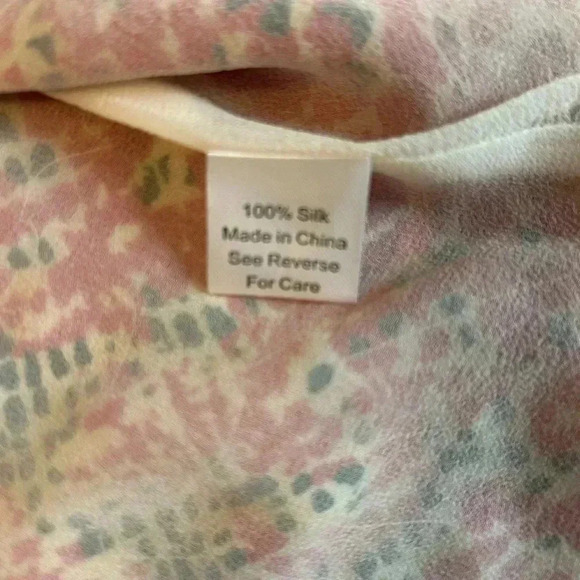 100% Silk
Made in China
See Reverse
For Care